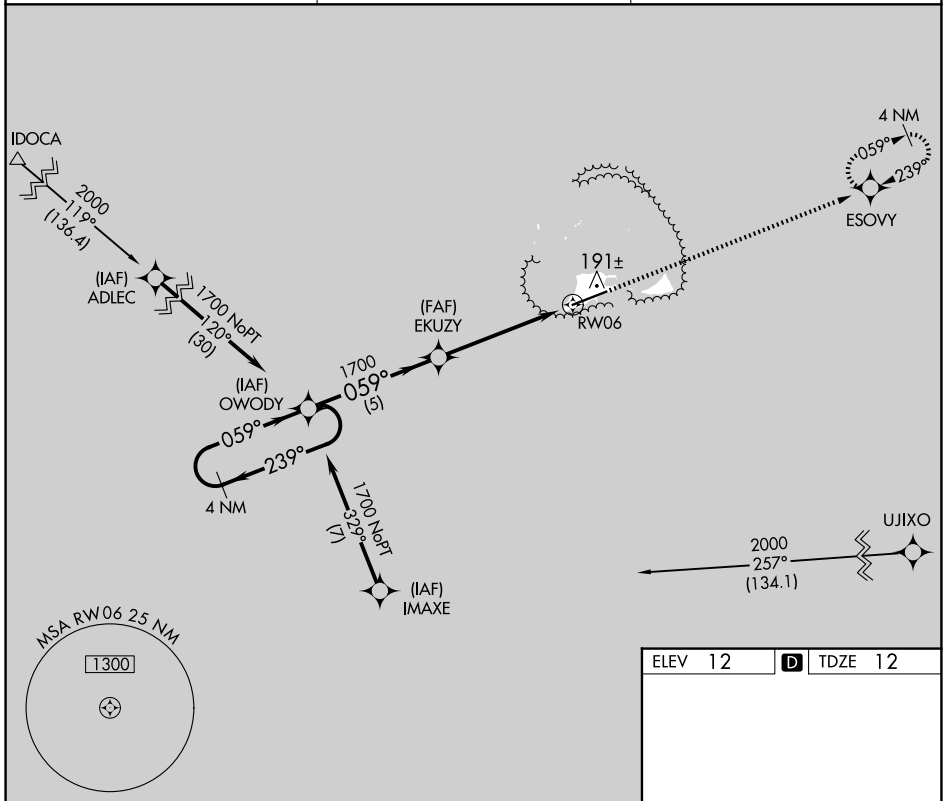 4 NM
059°
239°
ESOVY
IDOCA
2000
119°
(136.4)
(IAF)
ADLEC
1700 NoPT
120°
(30)
191±
RW06
(FAF)
EKUZY
1700
059°
(5)
(IAF)
OWODY
059°
239°
4 NM
1700 NoPT
329°
(7)
(IAF)
IMAXE
UJIXO
2000
257°
(134.1)
MSA RW06 25 NM
1300
ELEV 12 D TDZE 12